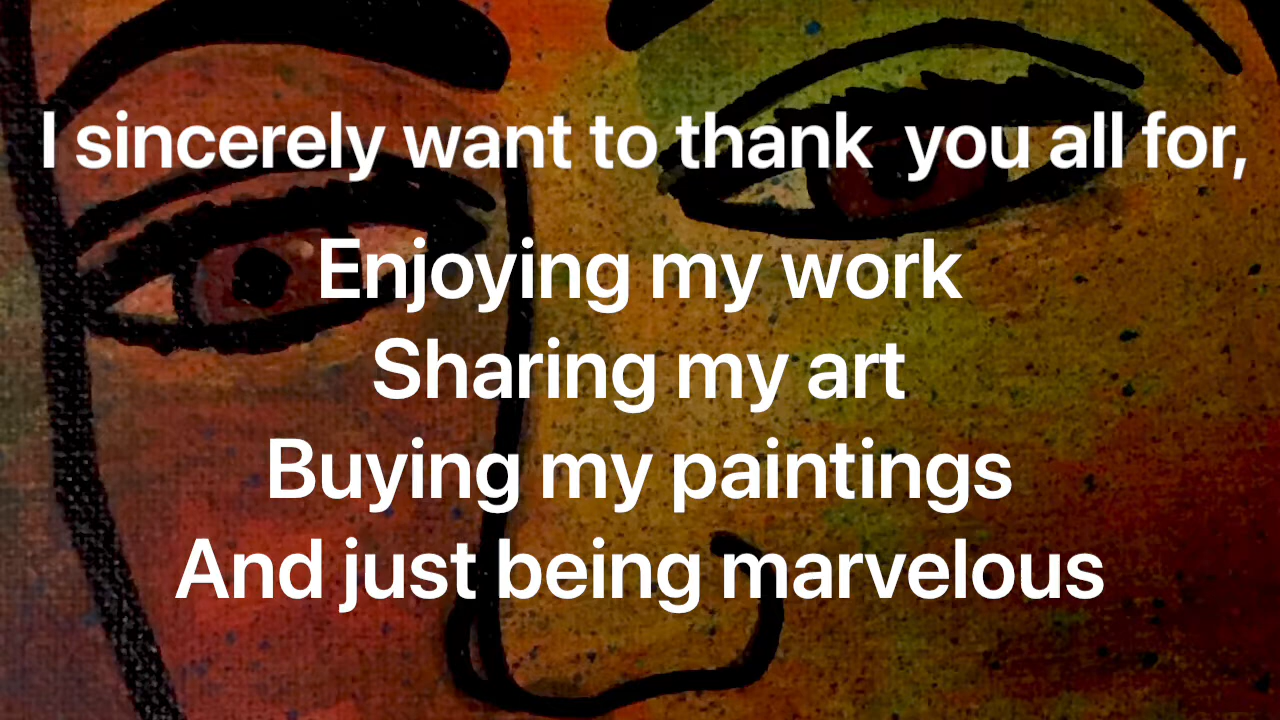 I sincerely want to thank  you all for,
Enjoying my work
Sharing my art
Buying my paintings
And just being marvelous